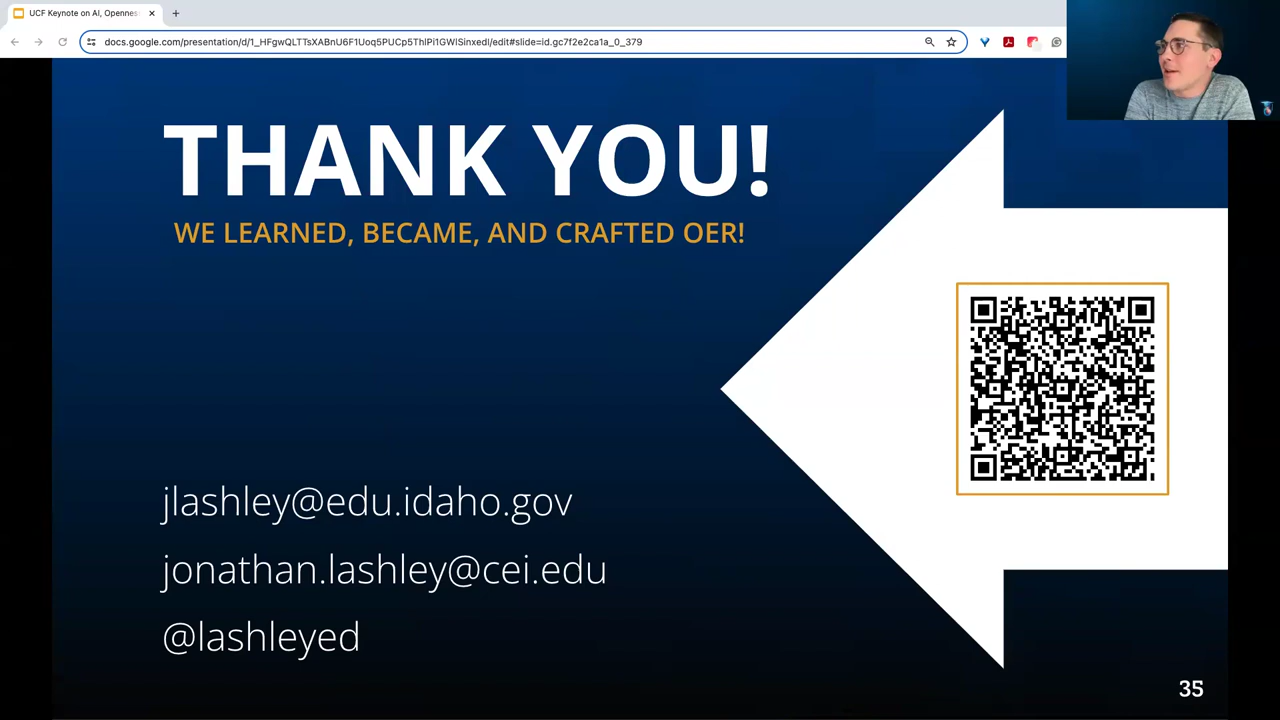 UCF Keynote on AI, Opennes
docs.google.com/presentation/d/1_HFgwQLTTsXABnU6F1Uoq5PUCp5ThlPi1GWlSinxedI/edit#slide=id.gc7f2e2ca1a_0_379
THANK YOU!
WE LEARNED, BECAME, AND CRAFTED OER!
jlashley@edu.idaho.gov
jonathan.lashley@cei.edu
@lashleyed
35